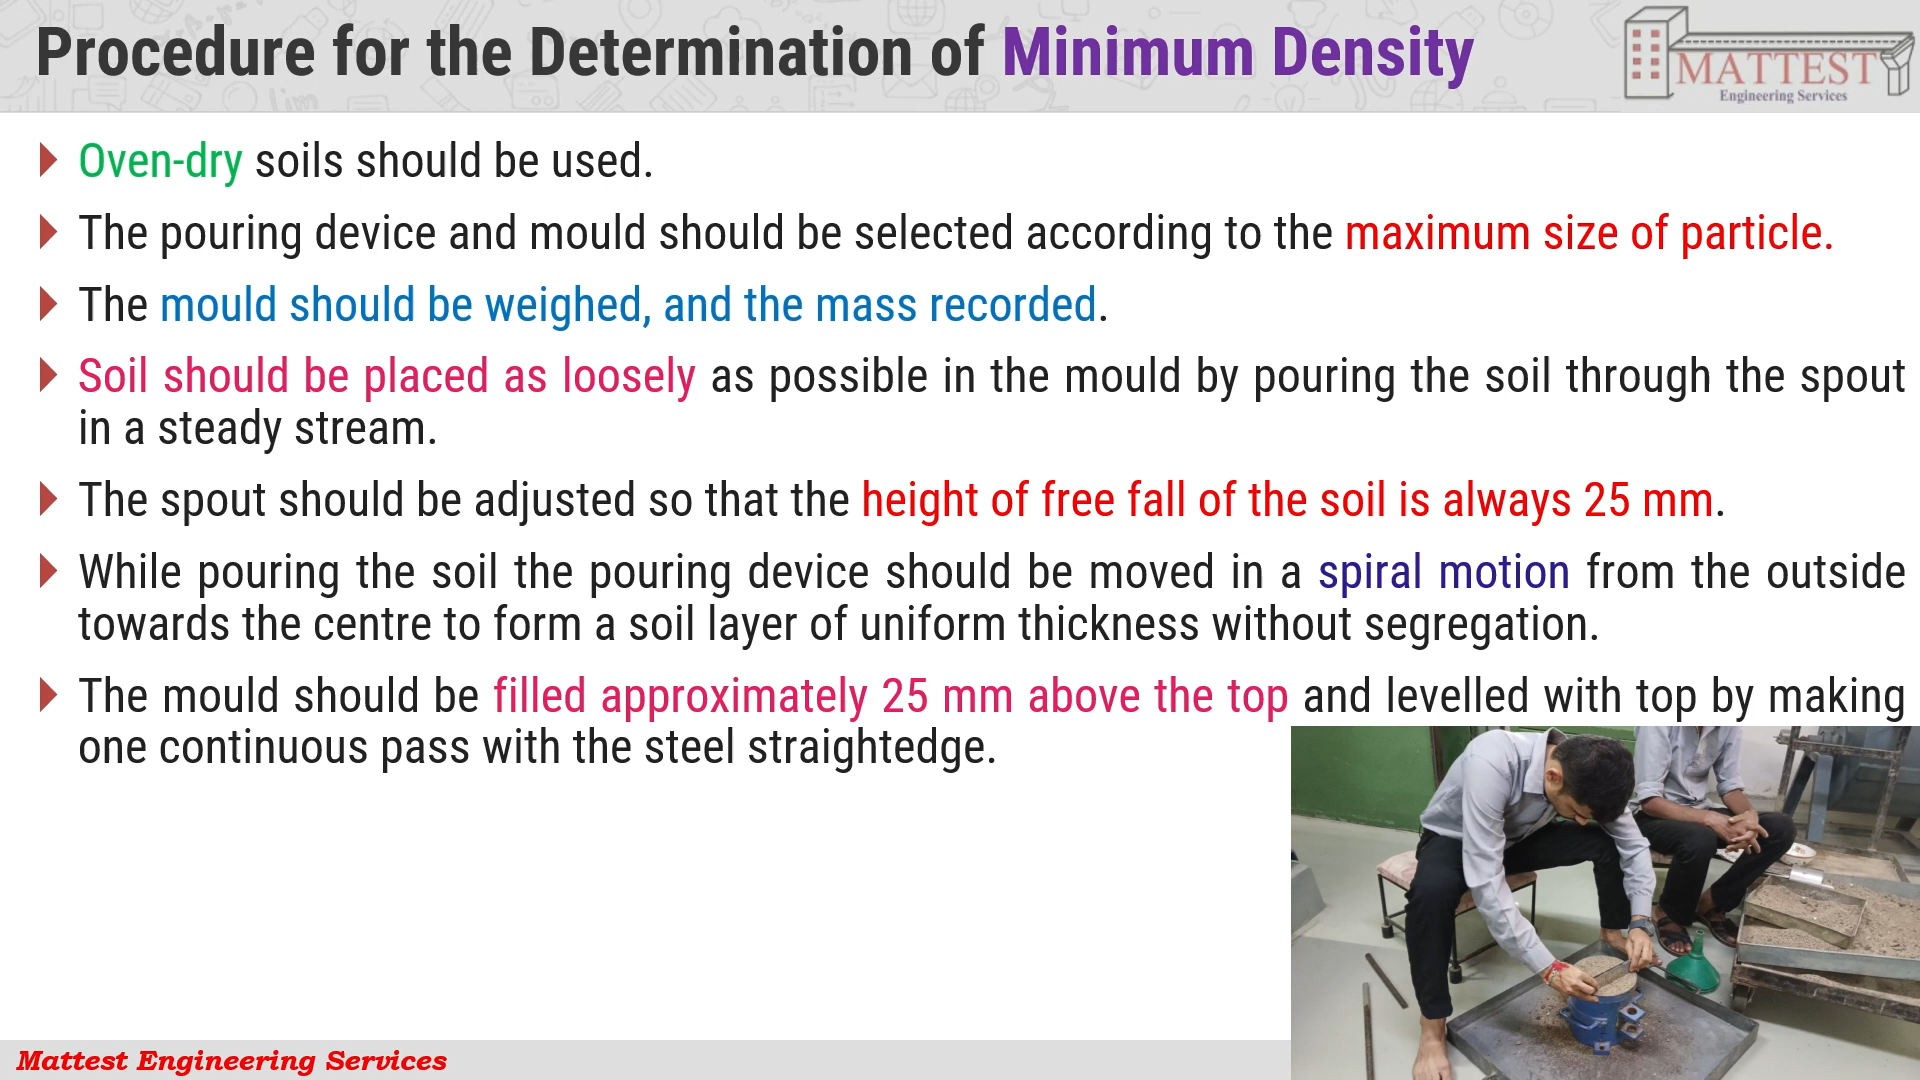 Procedure for the Determination of Minimum Density
MATTEST
Engineering Services
Oven-dry soils should be used.
The pouring device and mould should be selected according to the maximum size of particle.
The mould should be weighed, and the mass recorded.
Soil should be placed as loosely as possible in the mould by pouring the soil through the spout
in a steady stream.
The spout should be adjusted so that the height of free fall of the soil is always 25 mm.
While pouring the soil the pouring device should be moved in a spiral motion from the outside
towards the centre to form a soil layer of uniform thickness without segregation.
The mould should be filled approximately 25 mm above the top and levelled with top by making
one continuous pass with the steel straightedge.
Mattest Engineering Services